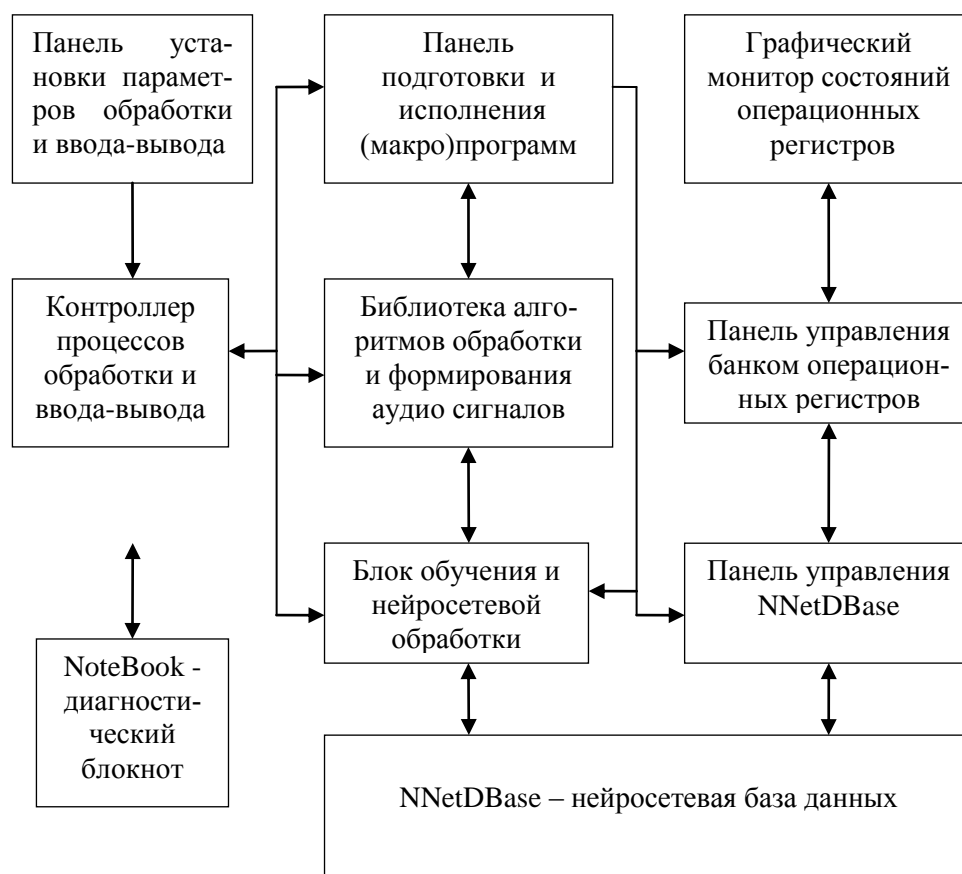 Панель уста-
новки парамет-
ров обработки
и ввода-вывода
Панель
подготовки и
исполнения
(макро)программ
Графический
монитор состояний
операционных
регистров
Контроллер
процессов
обработки и
ввода-вывода
Библиотека алго-
ритмов обработки
и формирования
аудио сигналов
Панель управления
банком операцион-
ных регистров
Блок обучения и
нейросетевой
обработки
Панель управления
NNetDBase
NoteBook -
диагности-
ческий
блокнот
NNetDBase – нейросетевая база данных